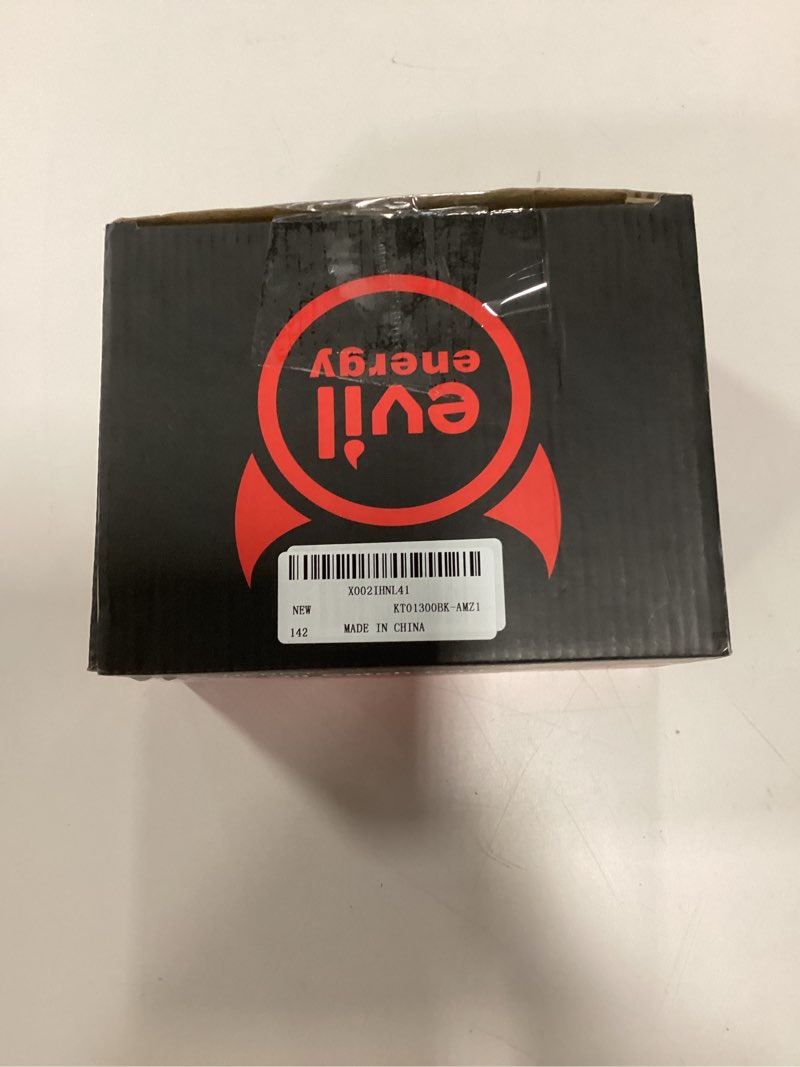 evil
energy
X002IHNL41
NEW KT01300BK-AMZ1
142 MADE IN CHINA